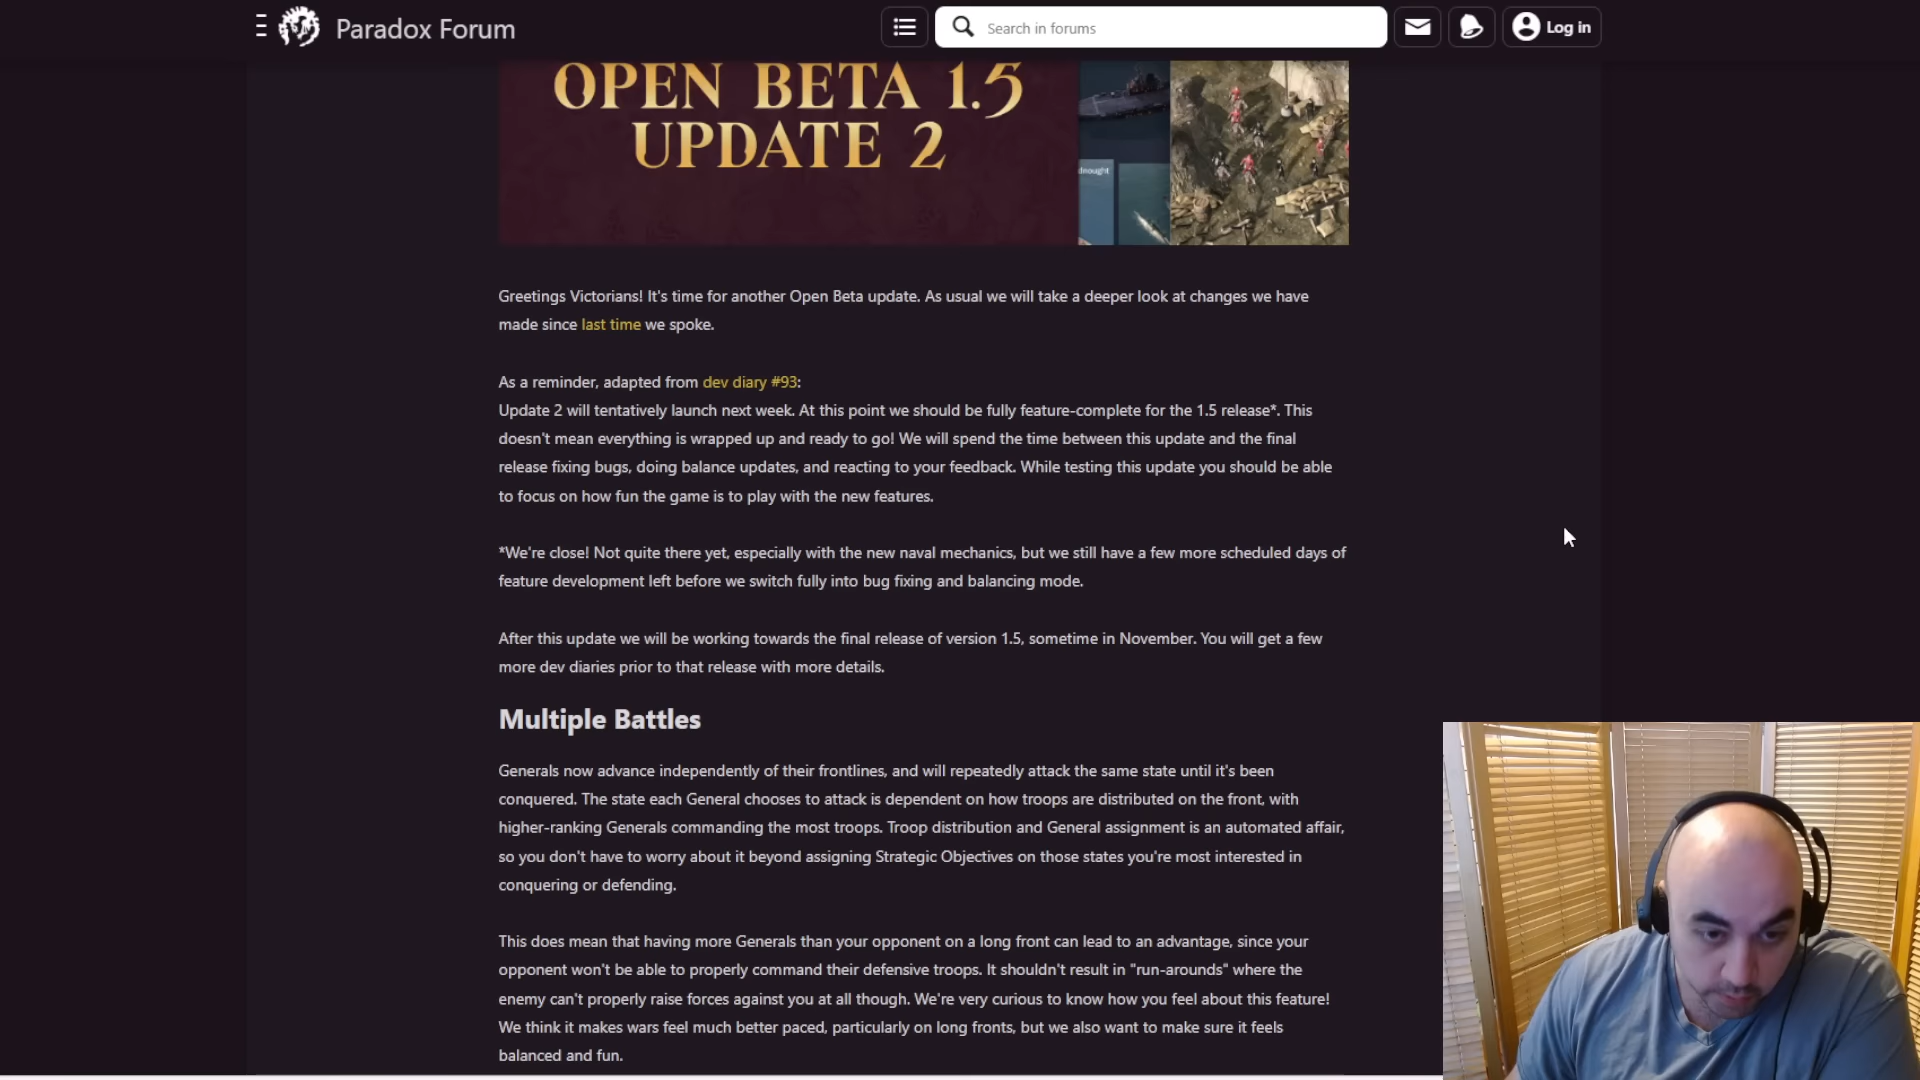 Paradox Forum
Search in forums
Log in
OPEN BETA 1.5
UPDATE 2
Greetings Victorians! It's time for another Open Beta update. As usual we will take a deeper look at changes we have
made since last time we spoke.
As a reminder, adapted from dev diary #93:
Update 2 will tentatively launch next week. At this point we should be fully feature-complete for the 1.5 release*. This
doesn't mean everything is wrapped up and ready to go! We will spend the time between this update and the final
release fixing bugs, doing balance updates, and reacting to your feedback. While testing this update you should be able
to focus on how fun the game is to play with the new features.
*We're close! Not quite there yet, especially with the new naval mechanics, but we still have a few more scheduled days of
feature development left before we switch fully into bug fixing and balancing mode.
After this update we will be working towards the final release of version 1.5, sometime in November. You will get a few
more dev diaries prior to that release with more details.
Multiple Battles
Generals now advance independently of their frontlines, and will repeatedly attack the same state until it's been
conquered. The state each General chooses to attack is dependent on how troops are distributed on the front, with
higher-ranking Generals commanding the most troops. Troop distribution and General assignment is an automated affair,
so you don't have to worry about it beyond assigning Strategic Objectives on those states you're most interested in
conquering or defending.
This does mean that having more Generals than your opponent on a long front can lead to an advantage, since your
opponent won't be able to properly command their defensive troops. It shouldn't result in "run-arounds" where the
enemy can't properly raise forces against you at all though. We're very curious to know how you feel about this feature!
We think it makes wars feel much better paced, particularly on long fronts, but we also want to make sure it feels
balanced and fun.